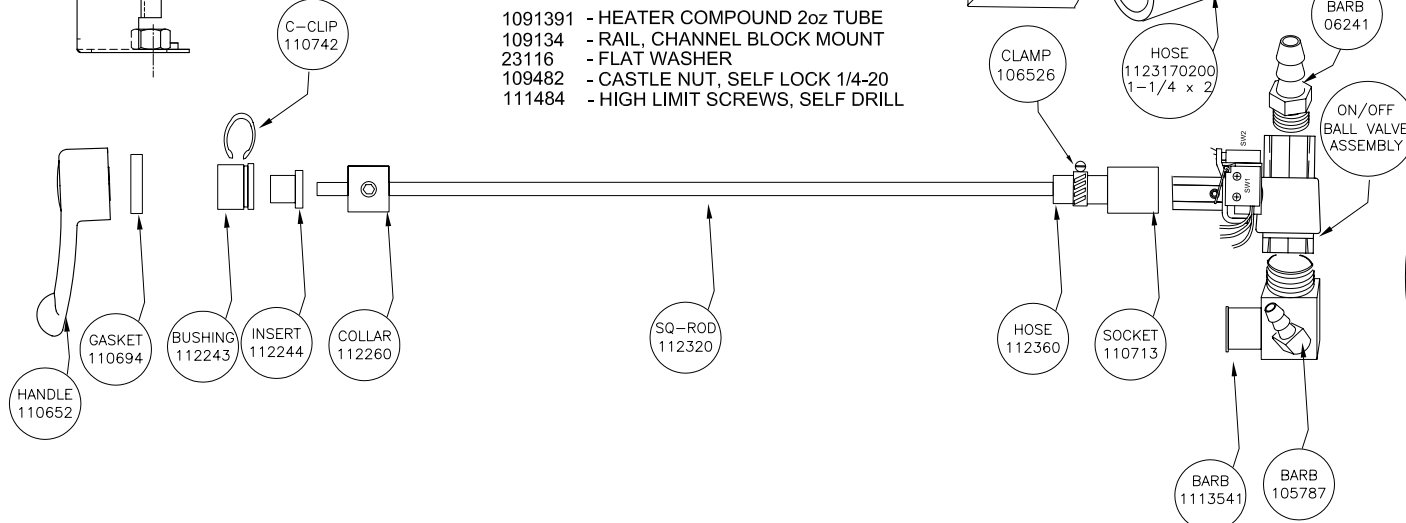 1091391 - HEATER COMPOUND 2oz TUBE
109134 - RAIL, CHANNEL BLOCK MOUNT
23116 - FLAT WASHER
109482 - CASTLE NUT, SELF LOCK 1/4-20
111484 - HIGH LIMIT SCREWS, SELF DRILL
C-CLIP
110742
CLAMP
106526
HOSE
1123170200
1-1/4 x 2
BARB
06241
ON/OFF
BALL VALVE
ASSEMBLY
SW2
SW1
HANDLE
110652
GASKET
110694
BUSHING
112243
INSERT
112244
COLLAR
112260
SQ-ROD
112320
HOSE
112360
SOCKET
110713
BARB
1113541
BARB
105787